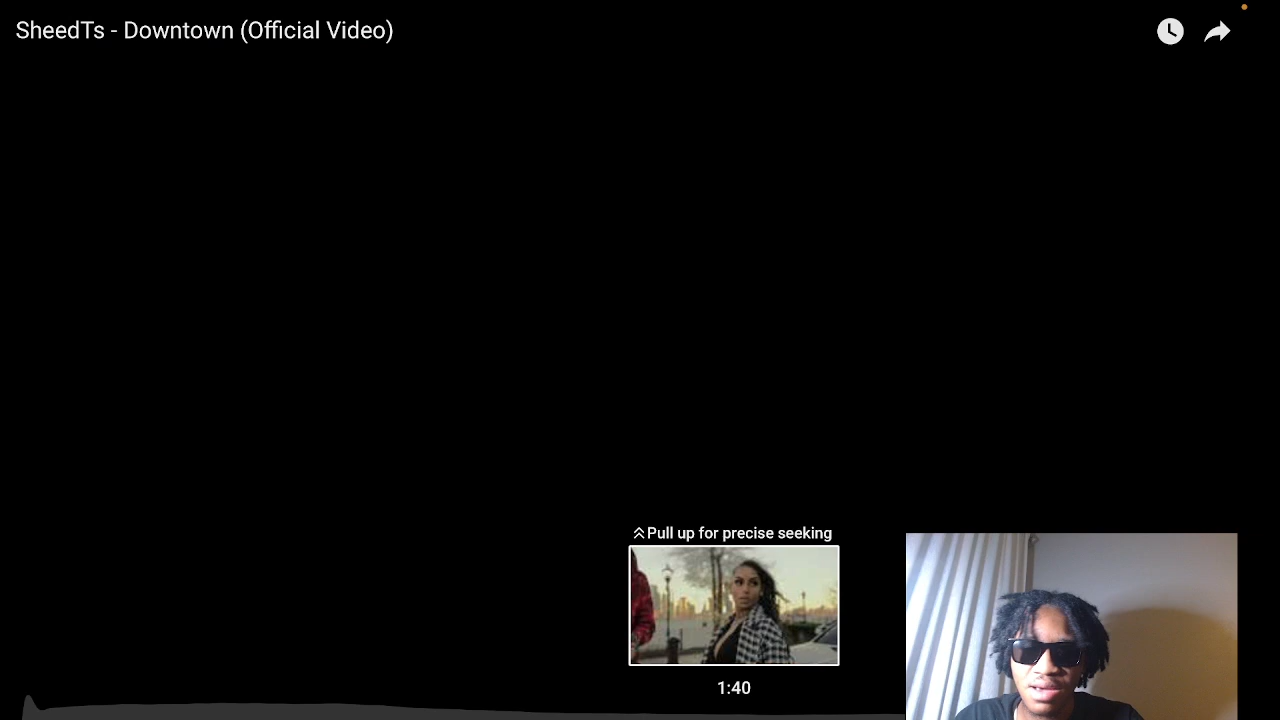 SheedTs - Downtown (Official Video)
Pull up for precise seeking
1:40